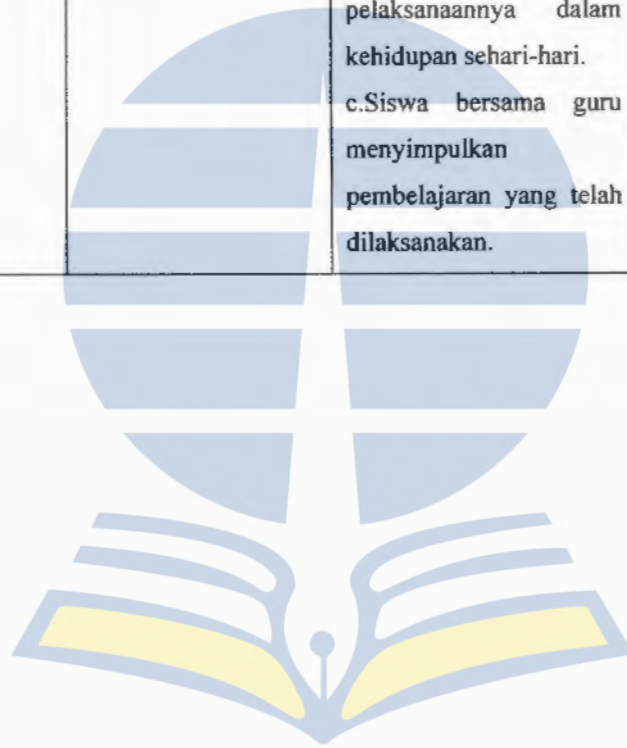 pelaksanaannya dalam
kehidupan sehari-hari.
c.Siswa bersama guru
menyimpulkan
pembelajaran yang telah
dilaksanakan.